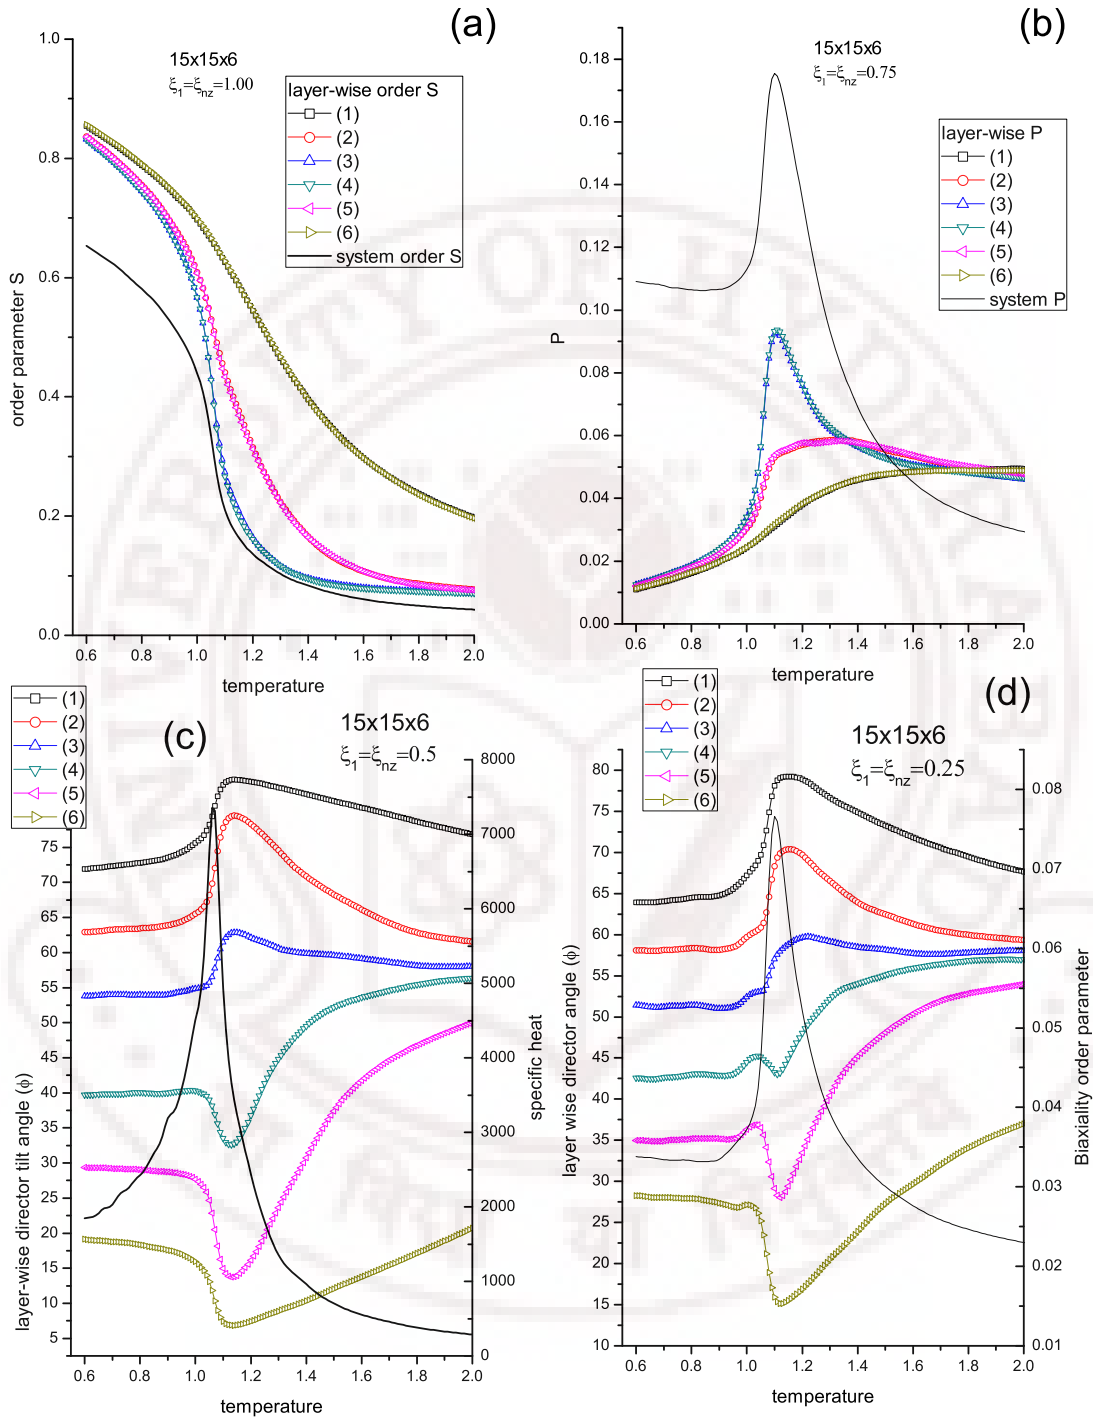 (a)
15x15x6
ξ1=ξnz=1.00
layer-wise order S
(1)
(2)
(3)
(4)
(5)
(6)
system order S
order parameter S
1.0
0.8
0.6
0.4
0.2
0.0
0.6 0.8 1.0 1.2 1.4 1.6 1.8 2.0
temperature
(b)
15x15x6
ξ1=ξnz=0.75
layer-wise P
(1)
(2)
(3)
(4)
(5)
(6)
system P
P
0.18
0.16
0.14
0.12
0.10
0.08
0.06
0.04
0.02
0.00
0.6 0.8 1.0 1.2 1.4 1.6 1.8 2.0
temperature
(1)
(2)
(3)
(4)
(5)
(6)
(c)
15x15x6
ξ1=ξnz=0.5
layer-wise director tilt angle (ϕ)
75
70
65
60
55
50
45
40
35
30
25
20
15
10
5
8000
7000
6000
5000
4000
3000
2000
1000
0
specific heat
0.6 0.8 1.0 1.2 1.4 1.6 1.8 2.0
temperature
(1)
(2)
(3)
(4)
(5)
(6)
(d)
15x15x6
ξ1=ξnz=0.25
layer wise director angle (ϕ)
80
75
70
65
60
55
50
45
40
35
30
25
20
15
10
0.08
0.07
0.06
0.05
0.04
0.03
0.02
0.01
Biaxiality order parameter
0.6 0.8 1.0 1.2 1.4 1.6 1.8 2.0
temperature